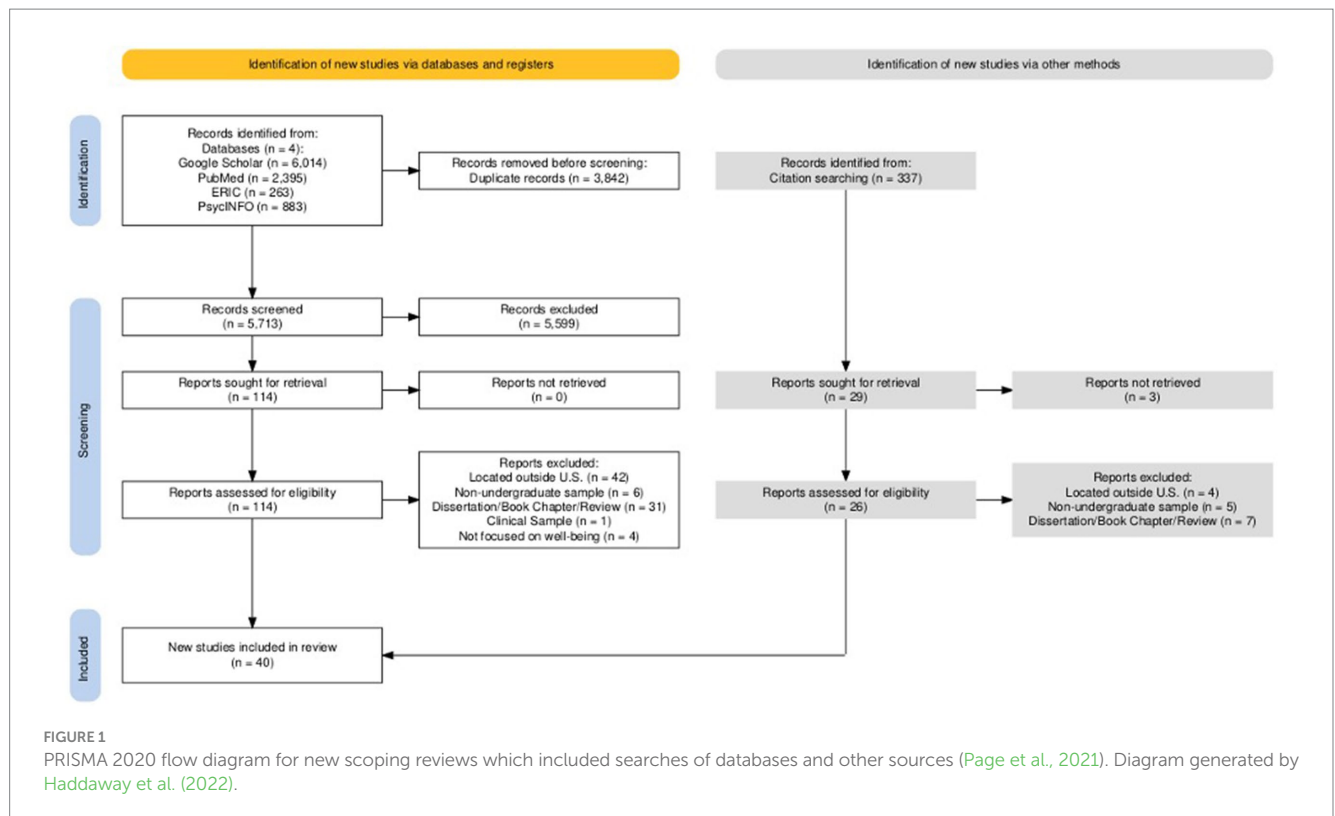 Identification of new studies via databases and registers
Identification of new studies via other methods
Identification
Records identified from:
Databases (n = 4):
Google Scholar (n = 6,014)
PubMed (n = 2,395)
ERIC (n = 263)
PsycINFO (n = 883)
Records removed before screening:
Duplicate records (n = 3,842)
Records identified from:
Citation searching (n = 337)
Screening
Records screened
(n = 5,713)
Records excluded
(n = 5,599)
Reports sought for retrieval
(n = 114)
Reports not retrieved
(n = 0)
Reports sought for retrieval
(n = 29)
Reports not retrieved
(n = 3)
Reports assessed for eligibility
(n = 114)
Reports excluded:
Located outside U.S. (n = 42)
Non-undergraduate sample (n = 6)
Dissertation/Book Chapter/Review (n = 31)
Clinical Sample (n = 1)
Not focused on well-being (n = 4)
Reports assessed for eligibility
(n = 26)
Reports excluded:
Located outside U.S. (n = 4)
Non-undergraduate sample (n = 5)
Dissertation/Book Chapter/Review (n = 7)
Included
New studies included in review
(n = 40)
FIGURE 1
PRISMA 2020 flow diagram for new scoping reviews which included searches of databases and other sources (Page et al., 2021). Diagram generated by
Haddaway et al. (2022).